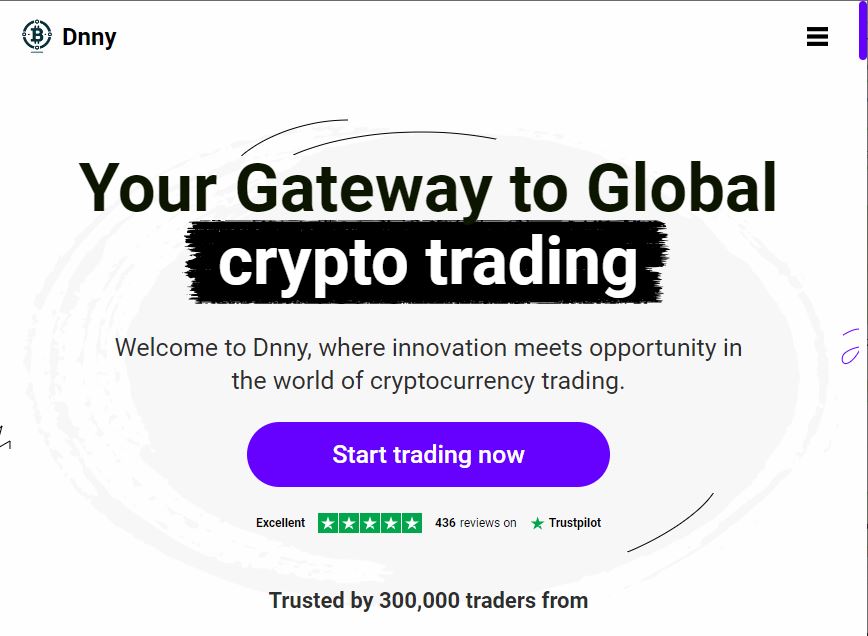 Dnny
Your Gateway to Global
crypto trading
Welcome to Dnny, where innovation meets opportunity in
the world of cryptocurrency trading.
Start trading now
Excellent 436 reviews on Trustpilot
Trusted by 300,000 traders from